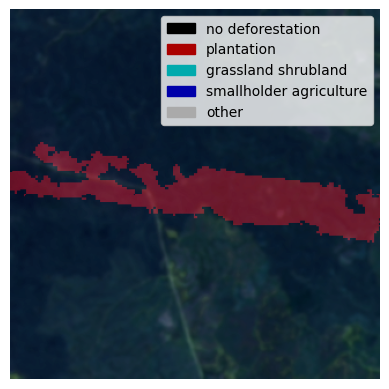 no deforestation
plantation
grassland shrubland
smallholder agriculture
other